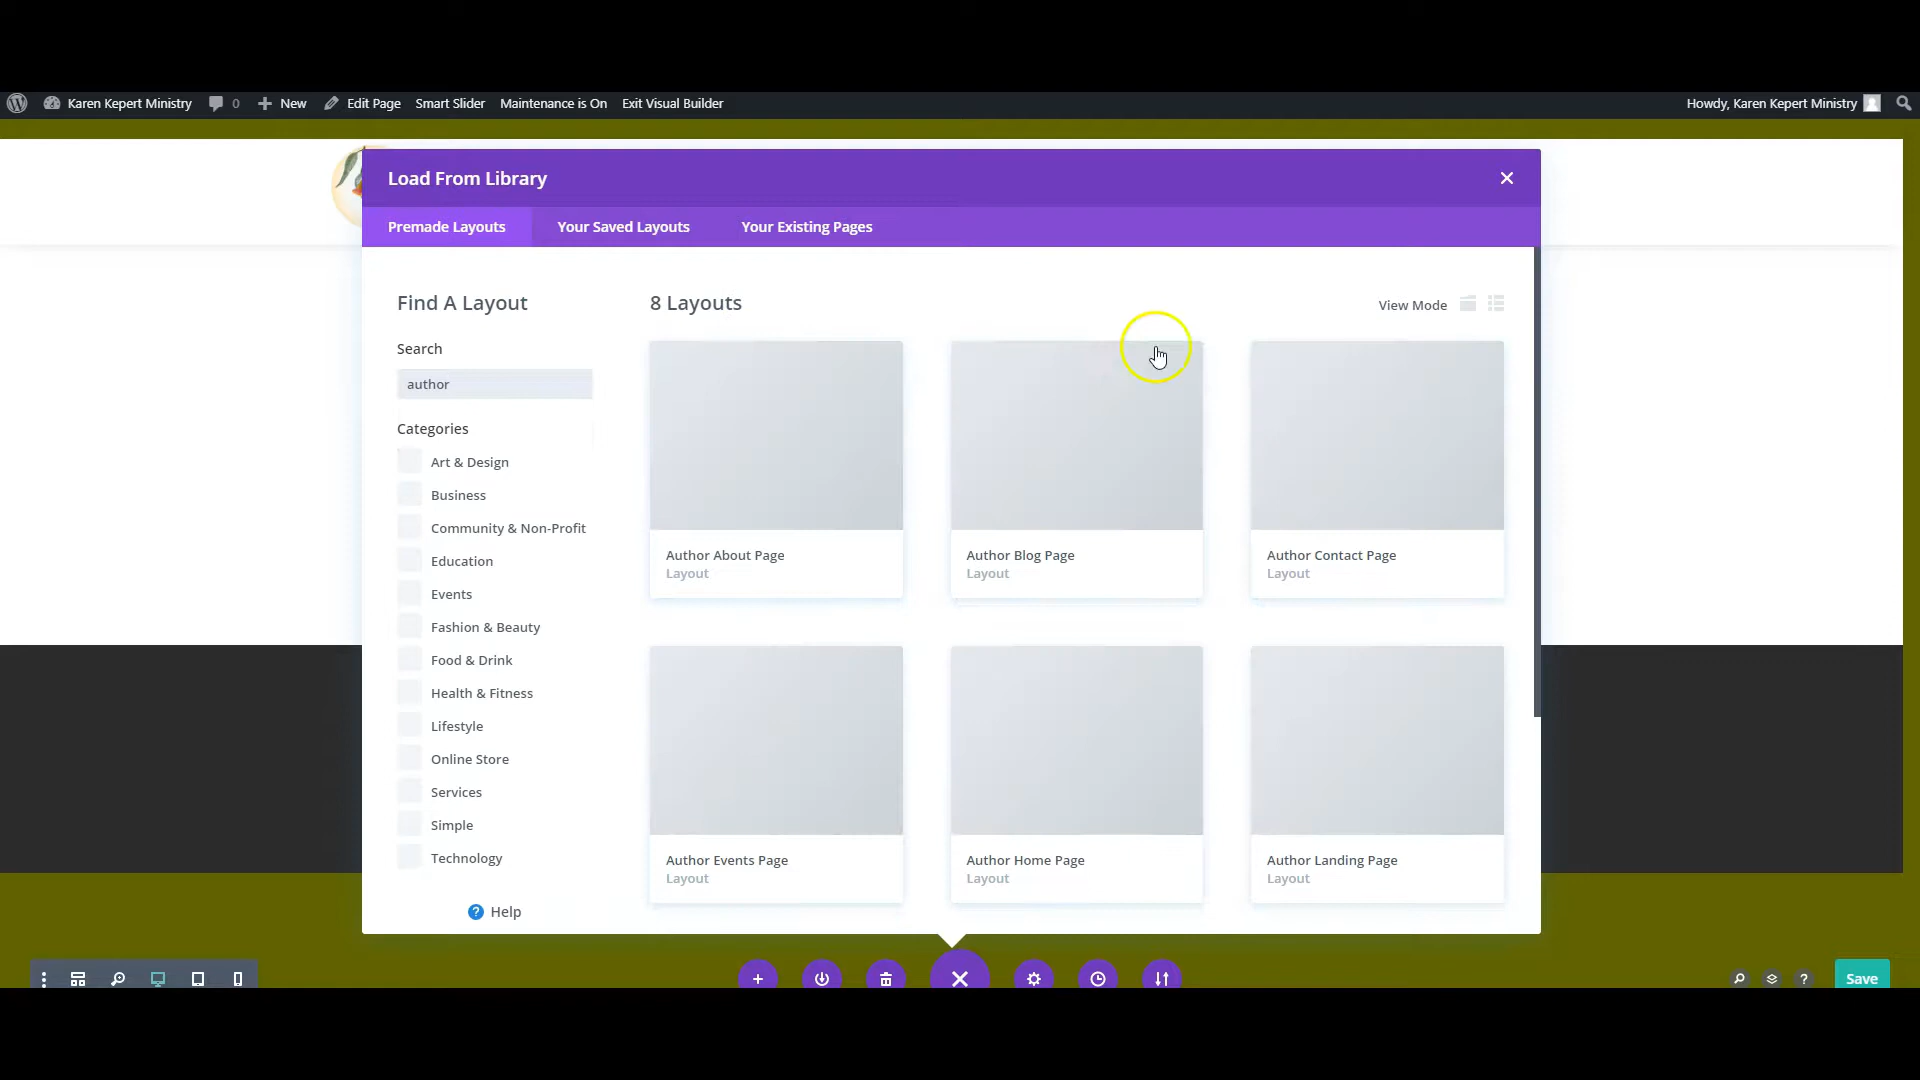 Karen Kepert Ministry 0 New Edit Page Smart Slider Maintenance is On Exit Visual Builder Howdy, Karen Kepert Ministry
Load From Library
Premade Layouts Your Saved Layouts Your Existing Pages
Find A Layout
8 Layouts
View Mode
Search
author
Categories
Art & Design
Business
Community & Non-Profit
Education
Events
Fashion & Beauty
Food & Drink
Health & Fitness
Lifestyle
Online Store
Services
Simple
Technology
? Help
Author About Page
Layout
Author Blog Page
Layout
Author Contact Page
Layout
Author Events Page
Layout
Author Home Page
Layout
Author Landing Page
Layout
? Save